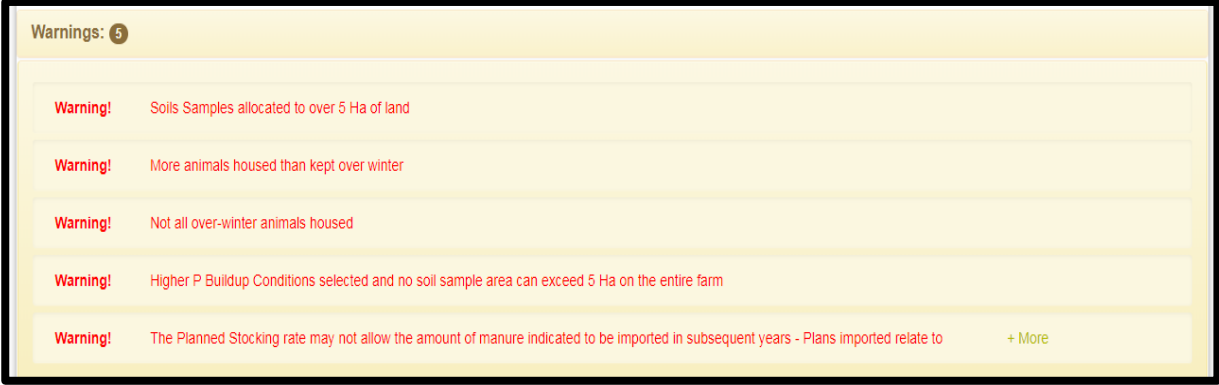 Warnings: 5
Warning! Soils Samples allocated to over 5 Ha of land
Warning! More animals housed than kept over winter
Warning! Not all over-winter animals housed
Warning! Higher P Buildup Conditions selected and no soil sample area can exceed 5 Ha on the entire farm
Warning! The Planned Stocking rate may not allow the amount of manure indicated to be imported in subsequent years - Plans imported relate to + More